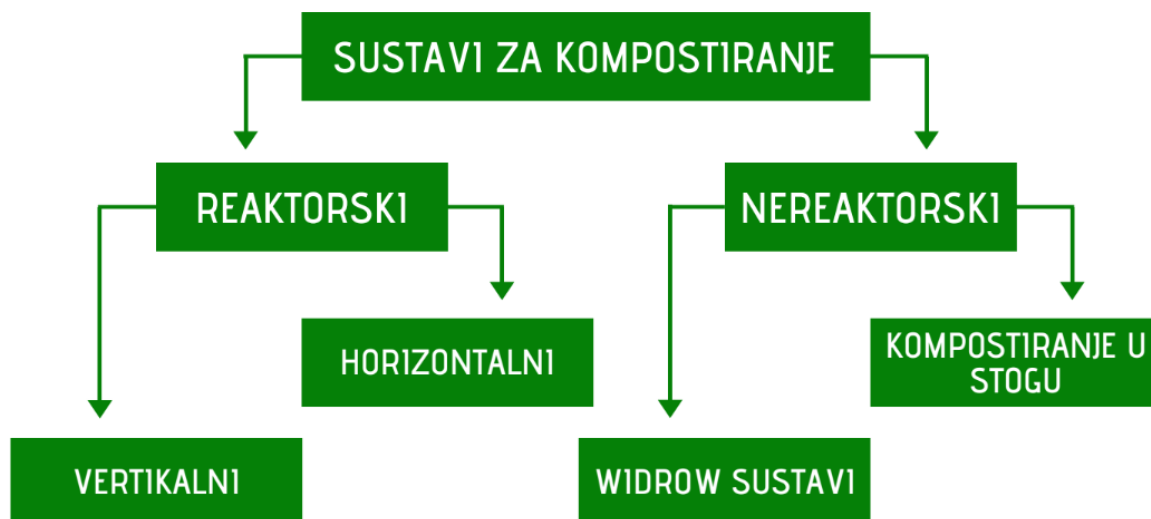 SUSTAVI ZA KOMPOSTIRANJE
REAKTORSKI
NEREAKTORSKI
HORIZONTALNI
KOMPOSTIRANJE U
STOGU
VERTIKALNI
WIDROW SUSTAVI